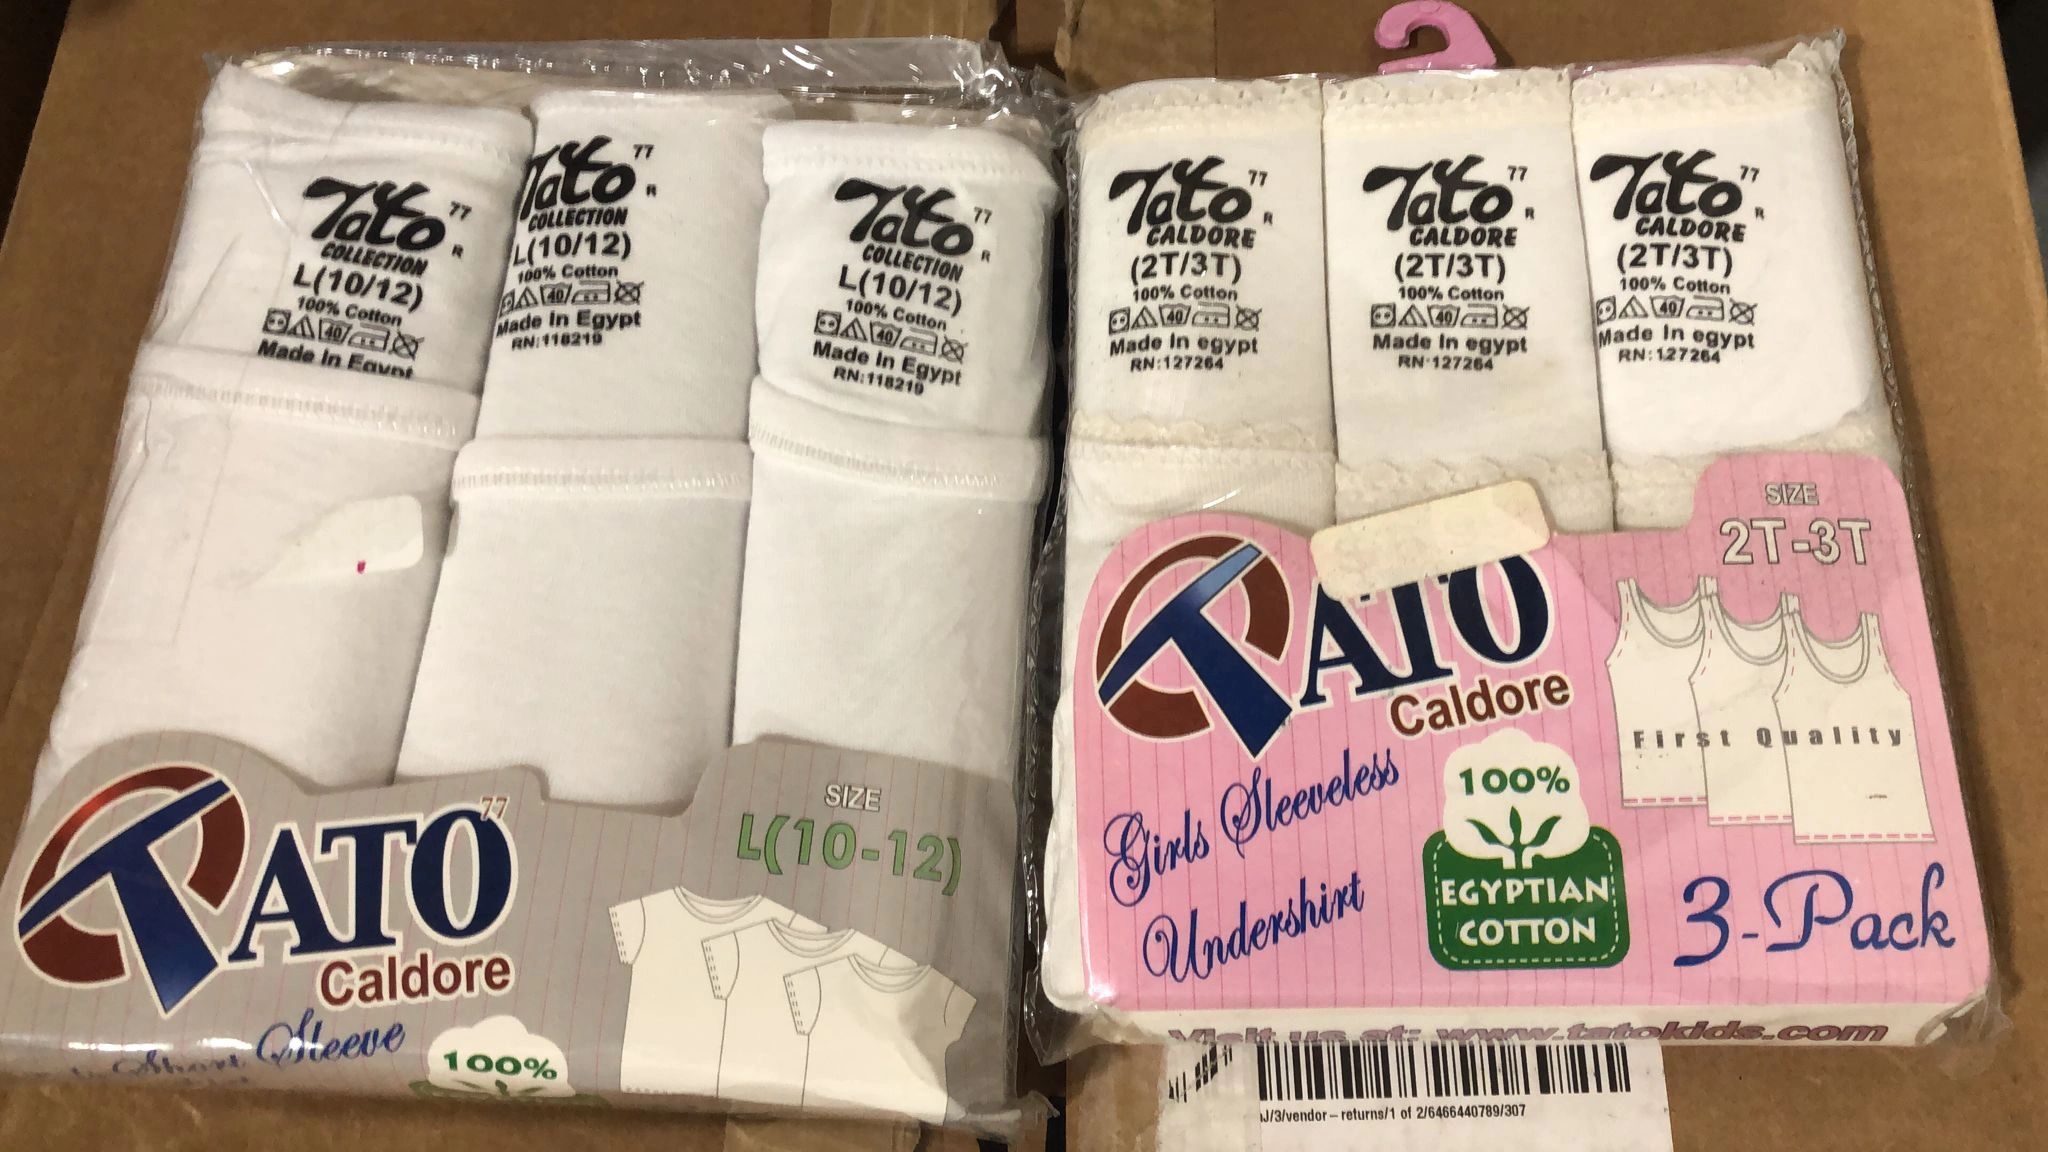 Tato 77
R
COLLECTION
L(10/12)
100% Cotton
40
Made In Egypt
Tato 77
R
COLLECTION
L(10/12)
100% Cotton
40
Made In Egypt
RN:118219
Tato 77
R
COLLECTION
L(10/12)
100% Cotton
40
Made In Egypt
RN:118219
TATO 77
Caldore
Short Sleeve
100%
SIZE
L(10-12)
Tato 77
R
CALDORE
(2T/3T)
100% Cotton
40
Made In egypt
RN:127264
Tato 77
R
CALDORE
(2T/3T)
100% Cotton
40
Made In egypt
RN:127264
Tato 77
R
CALDORE
(2T/3T)
100% Cotton
40
Made In egypt
RN:127264
SIZE
2T-3T
TATO
Caldore
First Quality
Girls Sleeveless
Undershirt
100%
EGYPTIAN
COTTON
3-Pack
Visit us at: www.tatokids.com
/3/vendor – returns/1 of 2/6466440789/307